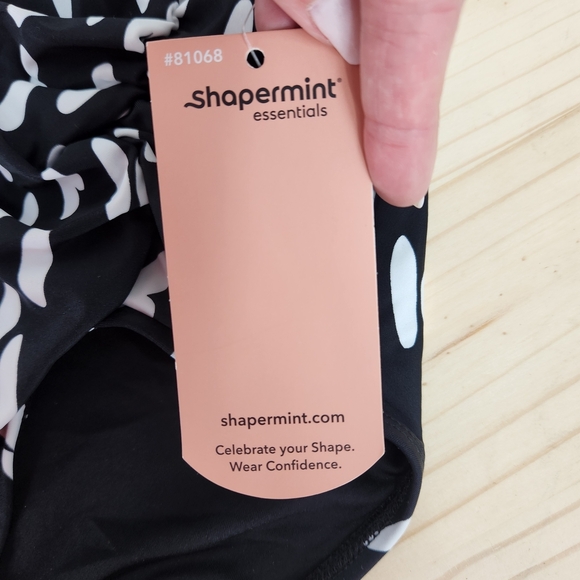 #81068
Shapermint®
essentials
shapermint.com
Celebrate your Shape.
Wear Confidence.